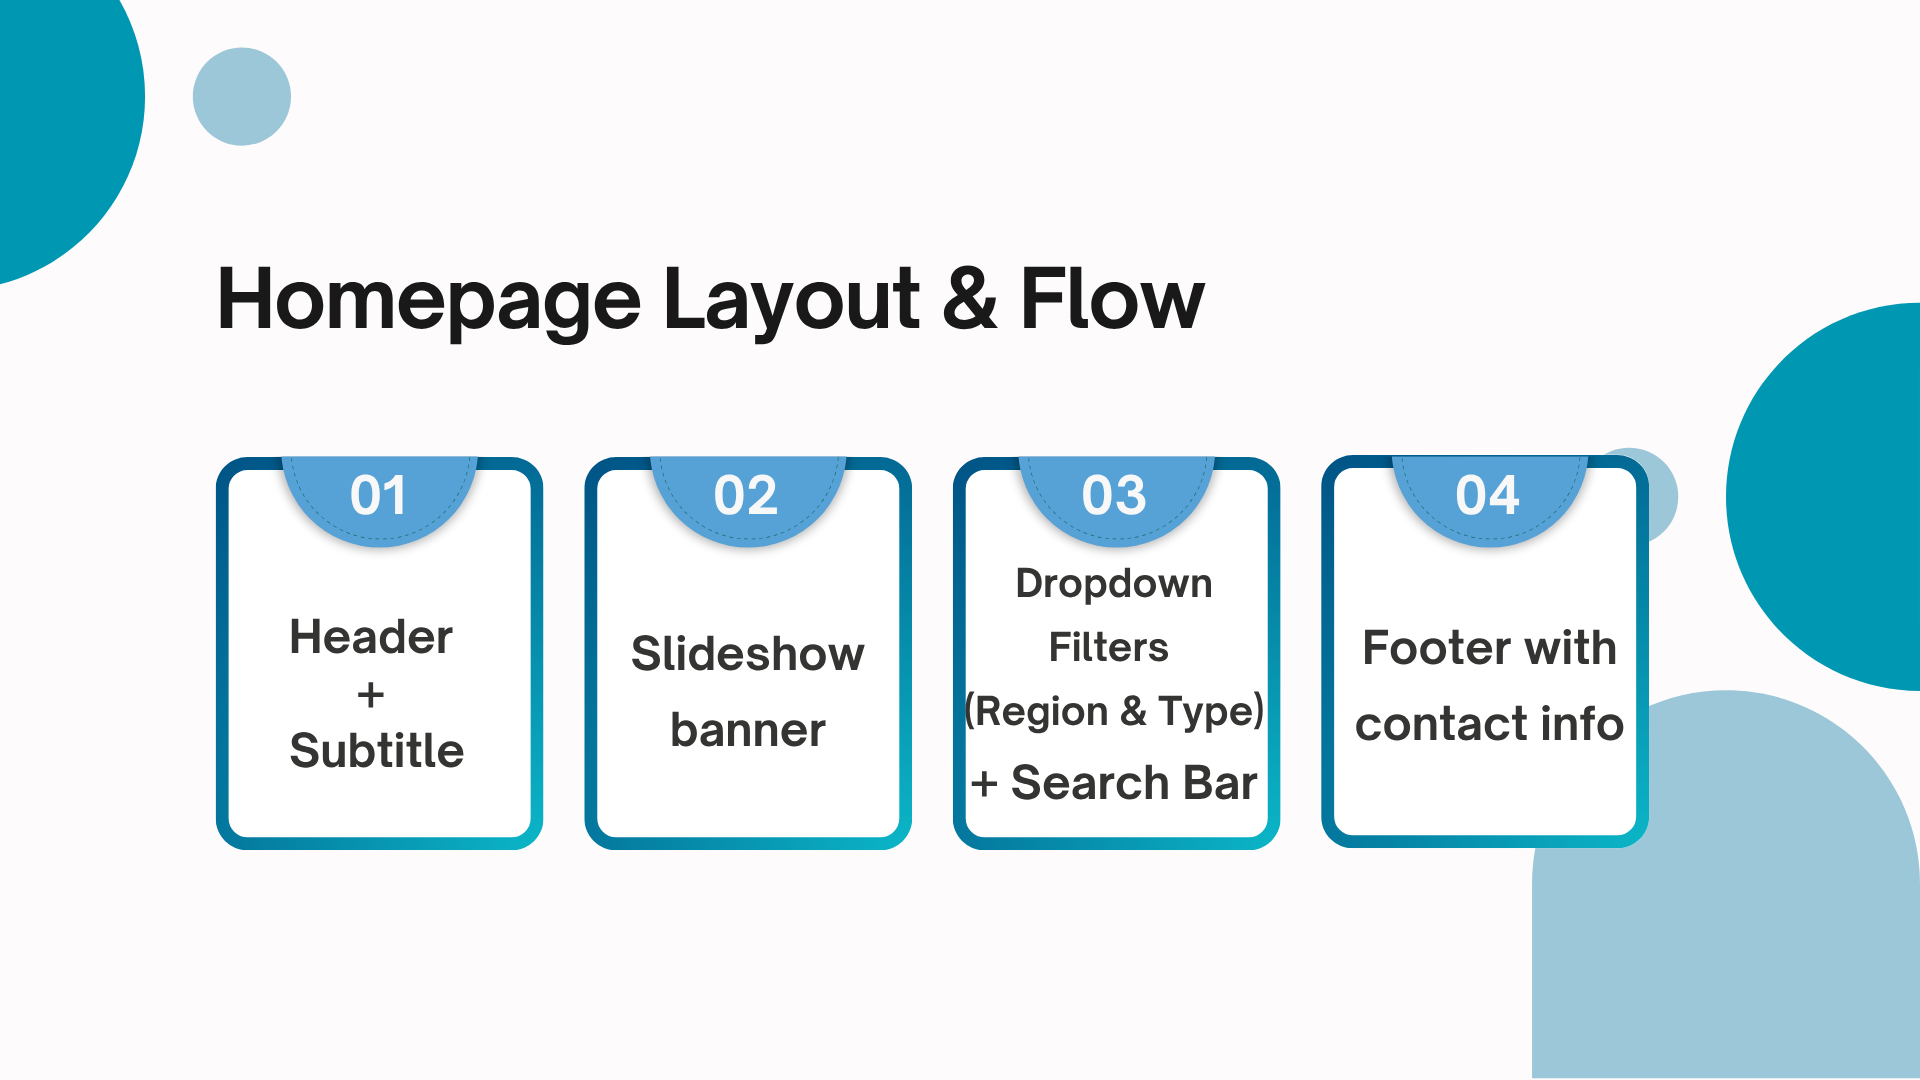 Homepage Layout & Flow
01
Header
+
Subtitle
02
Slideshow
banner
03
Dropdown
Filters
(Region & Type)
+ Search Bar
04
Footer with
contact info